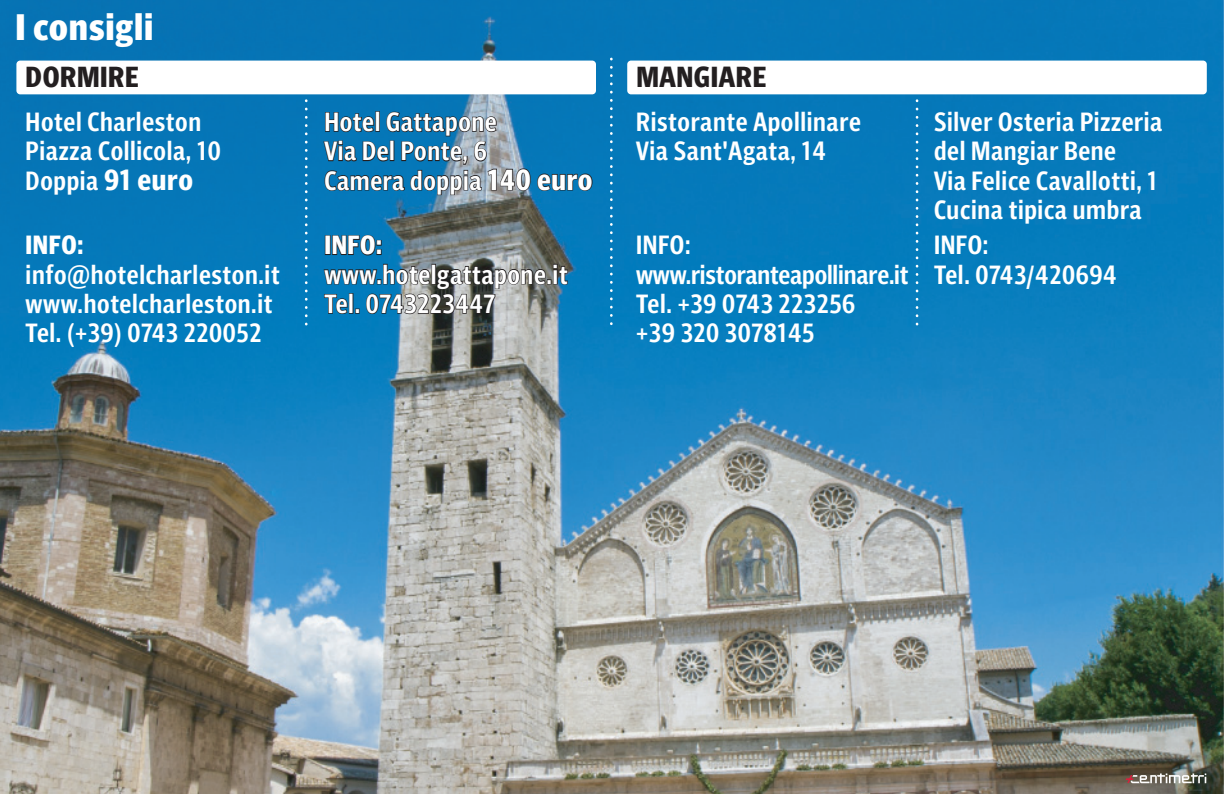 I consigli
DORMIRE
Hotel Charleston
Piazza Collicola, 10
Doppia 91 euro
INFO:
info@hotelcharleston.it
www.hotelcharleston.it
Tel. (+39) 0743 220052
Hotel Gattapone
Via Del Ponte, 6
Camera doppia 140 euro
INFO:
www.hotelgattapone.it
Tel. 0743223447
MANGIARE
Ristorante Apollinare
Via Sant'Agata, 14
INFO:
www.ristoranteapollinare.it
Tel. +39 0743 223256
+39 320 3078145
Silver Osteria Pizzeria
del Mangiar Bene
Via Felice Cavallotti, 1
Cucina tipica umbra
INFO:
Tel. 0743/420694
centimetri